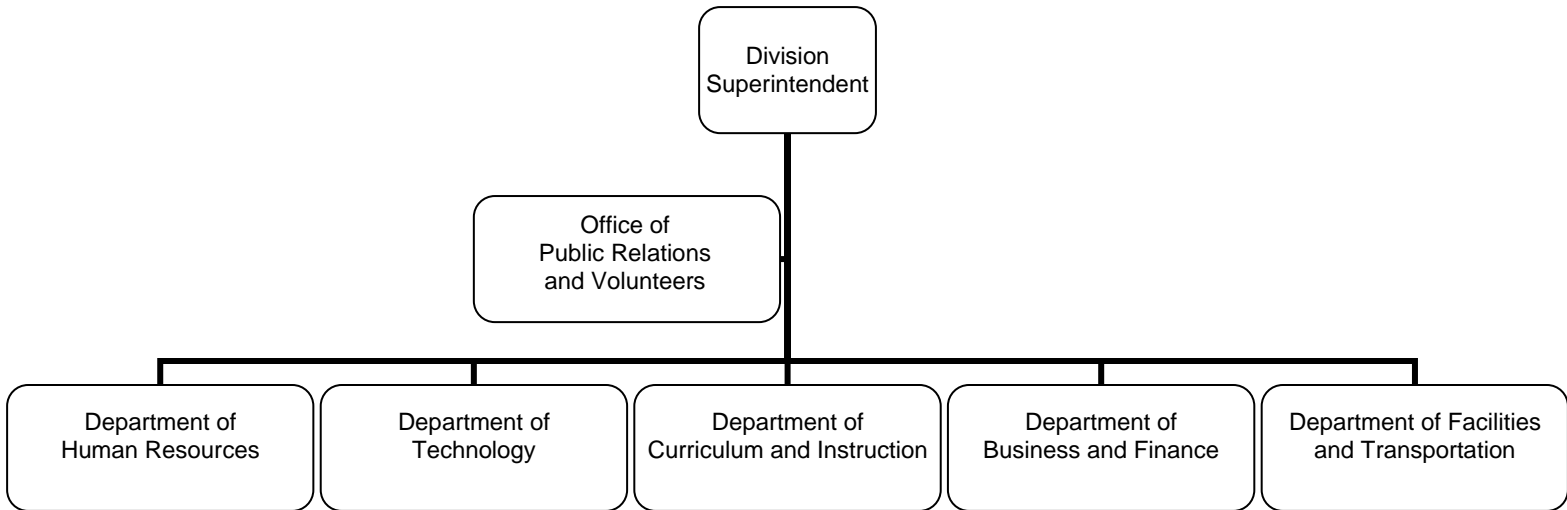 Division
Superintendent
Office of
Public Relations
and Volunteers
Department of
Human Resources
Department of
Technology
Department of
Curriculum and Instruction
Department of
Business and Finance
Department of Facilities
and Transportation